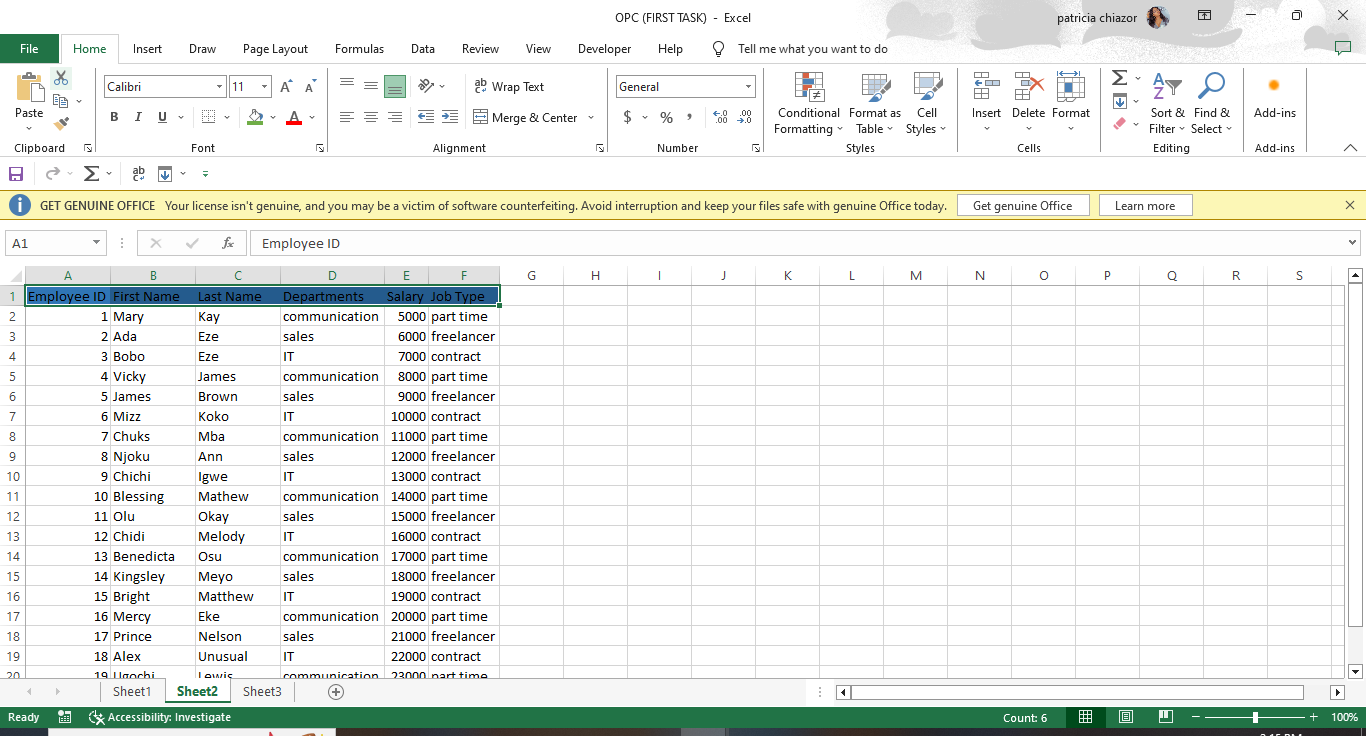 OPC (FIRST TASK) - Excel
patricia chiazor
File Home Insert Draw Page Layout Formulas Data Review View Developer Help Tell me what you want to do
Calibri 11 ab Wrap Text General
Paste
B I U Merge & Center $ % , Conditional Formatting Format as Table Cell Styles Insert Delete Format Sort & Filter Find & Select Add-ins
Clipboard Font Alignment Number Styles Cells Editing Add-ins
GET GENUINE OFFICE Your license isn't genuine, and you may be a victim of software counterfeiting. Avoid interruption and keep your files safe with genuine Office today. Get genuine Office Learn more
A1 fx Employee ID
A B C D E F G H I J K L M N O P Q R S
1 Employee ID First Name Last Name Departments Salary Job Type
2 1 Mary Kay communication 5000 part time
3 2 Ada Eze sales 6000 freelancer
4 3 Bobo Eze IT 7000 contract
5 4 Vicky James communication 8000 part time
6 5 James Brown sales 9000 freelancer
7 6 Mizz Koko IT 10000 contract
8 7 Chuks Mba communication 11000 part time
9 8 Njoku Ann sales 12000 freelancer
10 9 Chichi Igwe IT 13000 contract
11 10 Blessing Mathew communication 14000 part time
12 11 Olu Okay sales 15000 freelancer
13 12 Chidi Melody IT 16000 contract
14 13 Benedicta Osu communication 17000 part time
15 14 Kingsley Meyo sales 18000 freelancer
16 15 Bright Matthew IT 19000 contract
17 16 Mercy Eke communication 20000 part time
18 17 Prince Nelson sales 21000 freelancer
19 18 Alex Unusual IT 22000 contract
20 19 Ugochi Lewis communication 23000 part time
Sheet1 Sheet2 Sheet3
Ready Accessibility: Investigate Count: 6 100%